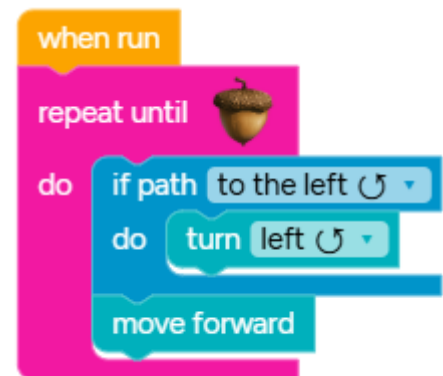 when run
repeat until
do if path to the left ↺
do turn left ↺
move forward